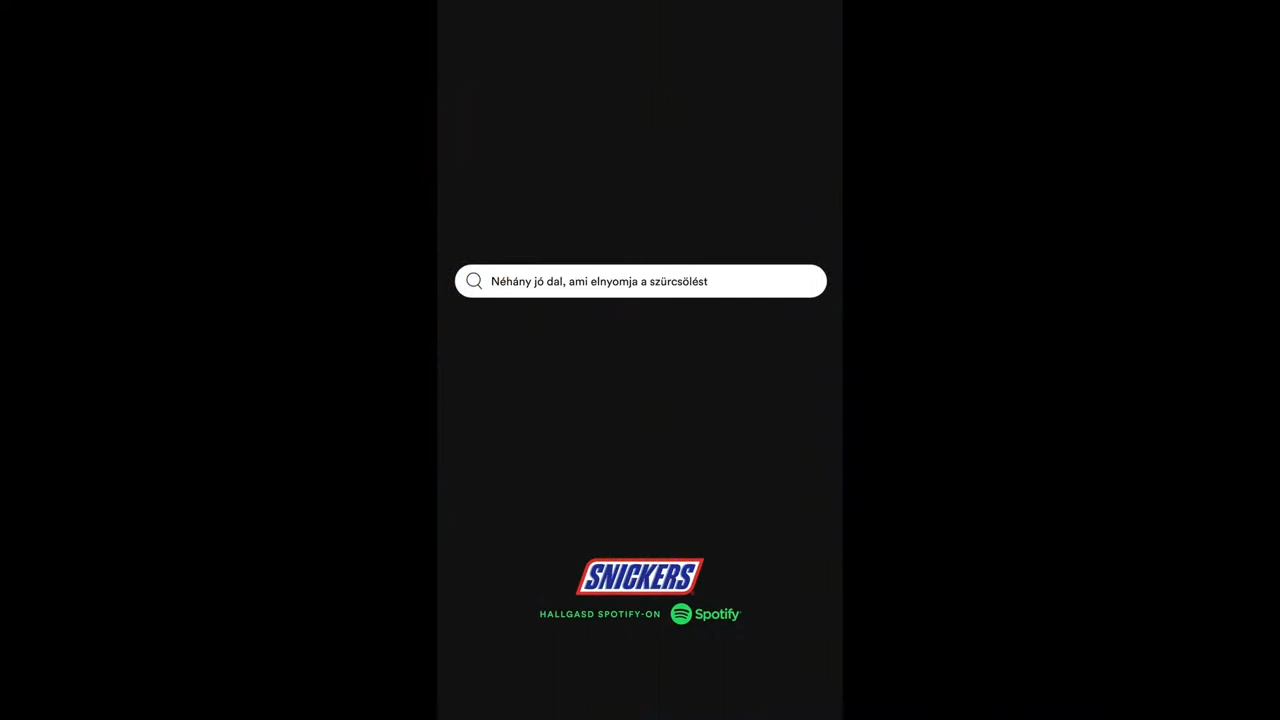 Néhány jó dal, ami elnyomja a szürcsölést
SNICKERS
HALLGASD SPOTIFY-ON Spotify